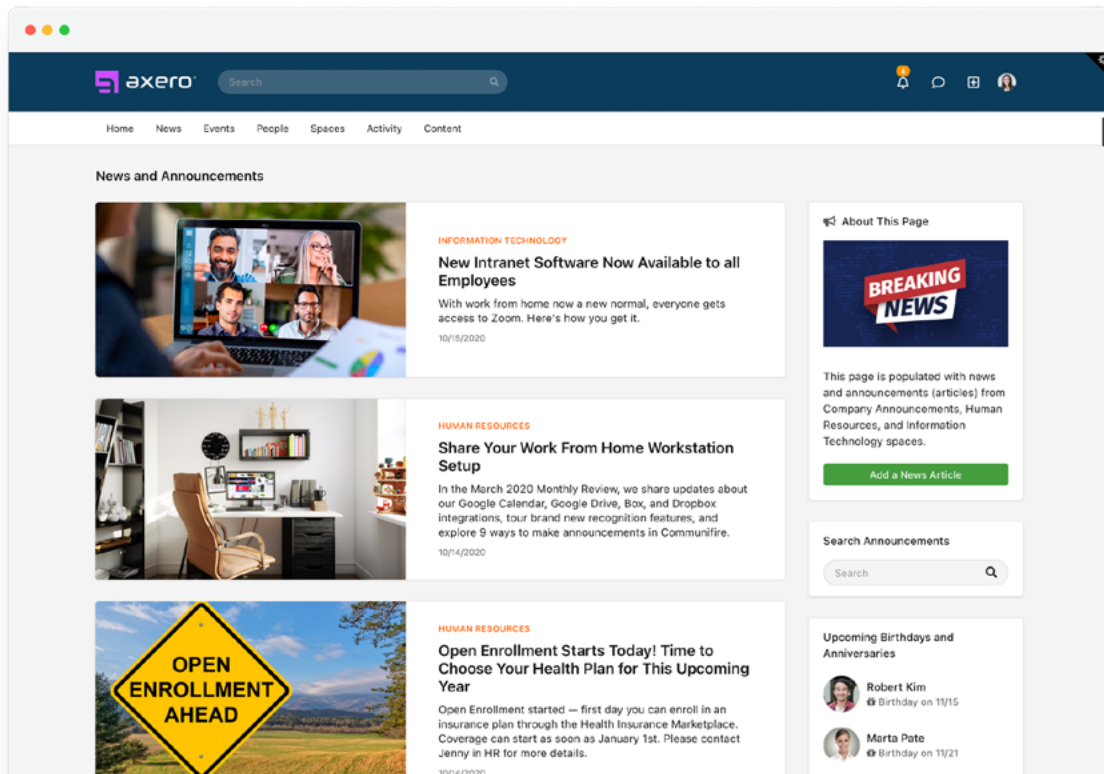 axero
Search
4
Home News Events People Spaces Activity Content
News and Announcements
INFORMATION TECHNOLOGY
New Intranet Software Now Available to all
Employees
With work from home now a new normal, everyone gets
access to Zoom. Here's how you get it.
10/15/2020
HUMAN RESOURCES
Share Your Work From Home Workstation
Setup
In the March 2020 Monthly Review, we share updates about
our Google Calendar, Google Drive, Box, and Dropbox
integrations, tour brand new recognition features, and
explore 9 ways to make announcements in Communifire.
10/14/2020
OPEN
ENROLLMENT
AHEAD
HUMAN RESOURCES
Open Enrollment Starts Today! Time to
Choose Your Health Plan for This Upcoming
Year
Open Enrollment started — first day you can enroll in an
insurance plan through the Health Insurance Marketplace.
Coverage can start as soon as January 1st. Please contact
Jenny in HR for more details.
10/14/2020
About This Page
BREAKING
NEWS
This page is populated with news
and announcements (articles) from
Company Announcements, Human
Resources, and Information
Technology spaces.
Add a News Article
Search Announcements
Search
Upcoming Birthdays and
Anniversaries
Robert Kim
Birthday on 11/15
Marta Pate
Birthday on 11/21